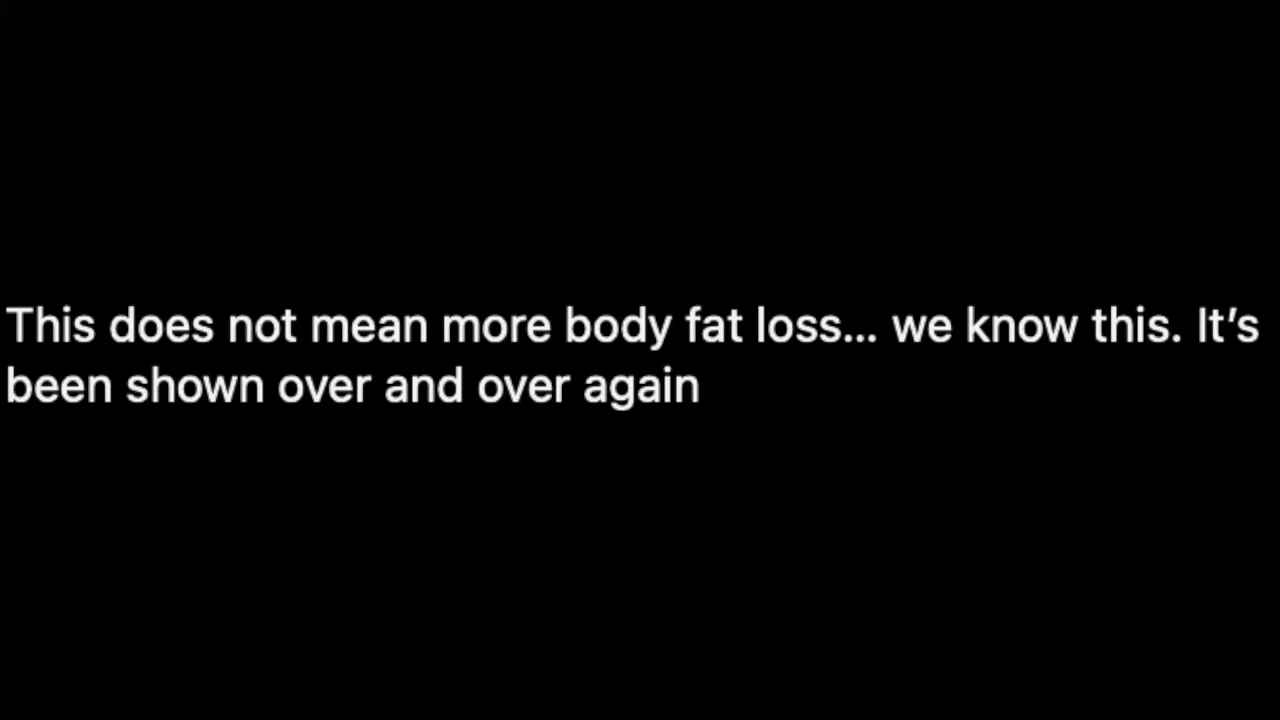 This does not mean more body fat loss... we know this. It’s
been shown over and over again